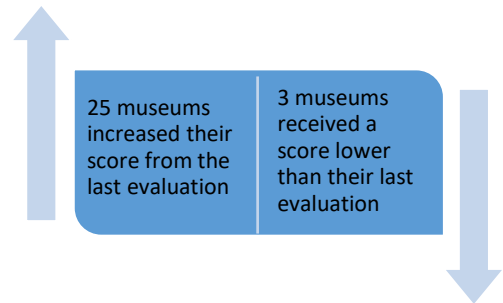 25 museums
increased their
score from the
last evaluation
3 museums
received a
score lower
than their last
evaluation